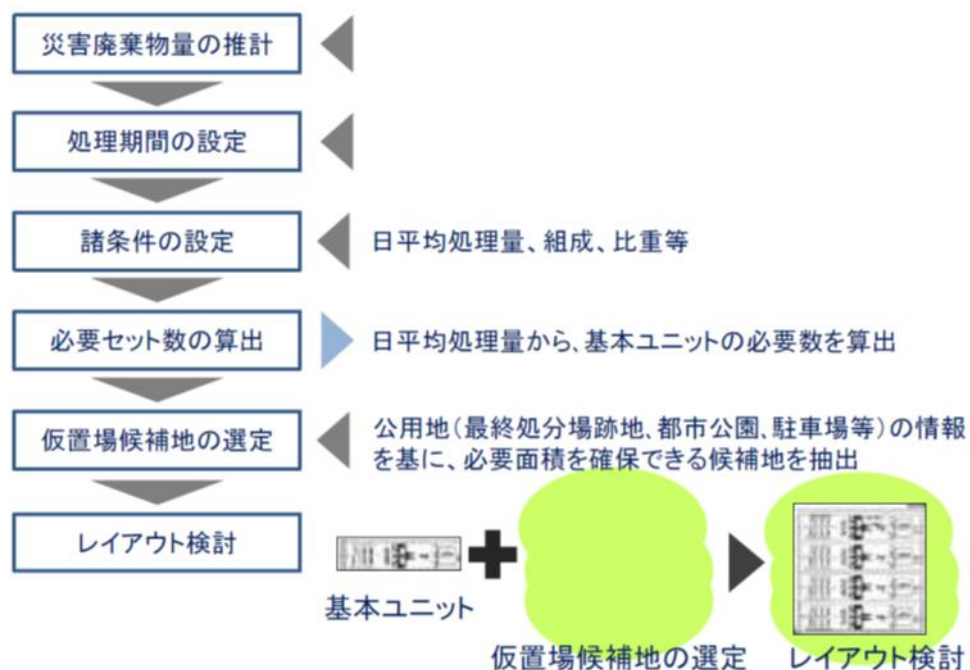 災害廃棄物量の推計
処理期間の設定
諸条件の設定
日平均処理量、組成、比重等
必要セット数の算出
日平均処理量から、基本ユニットの必要数を算出
仮置場候補地の選定
公用地(最終処分場跡地、都市公園、駐車場等)の情報
を基に、必要面積を確保できる候補地を抽出
レイアウト検討
基本ユニット
仮置場候補地の選定
レイアウト検討